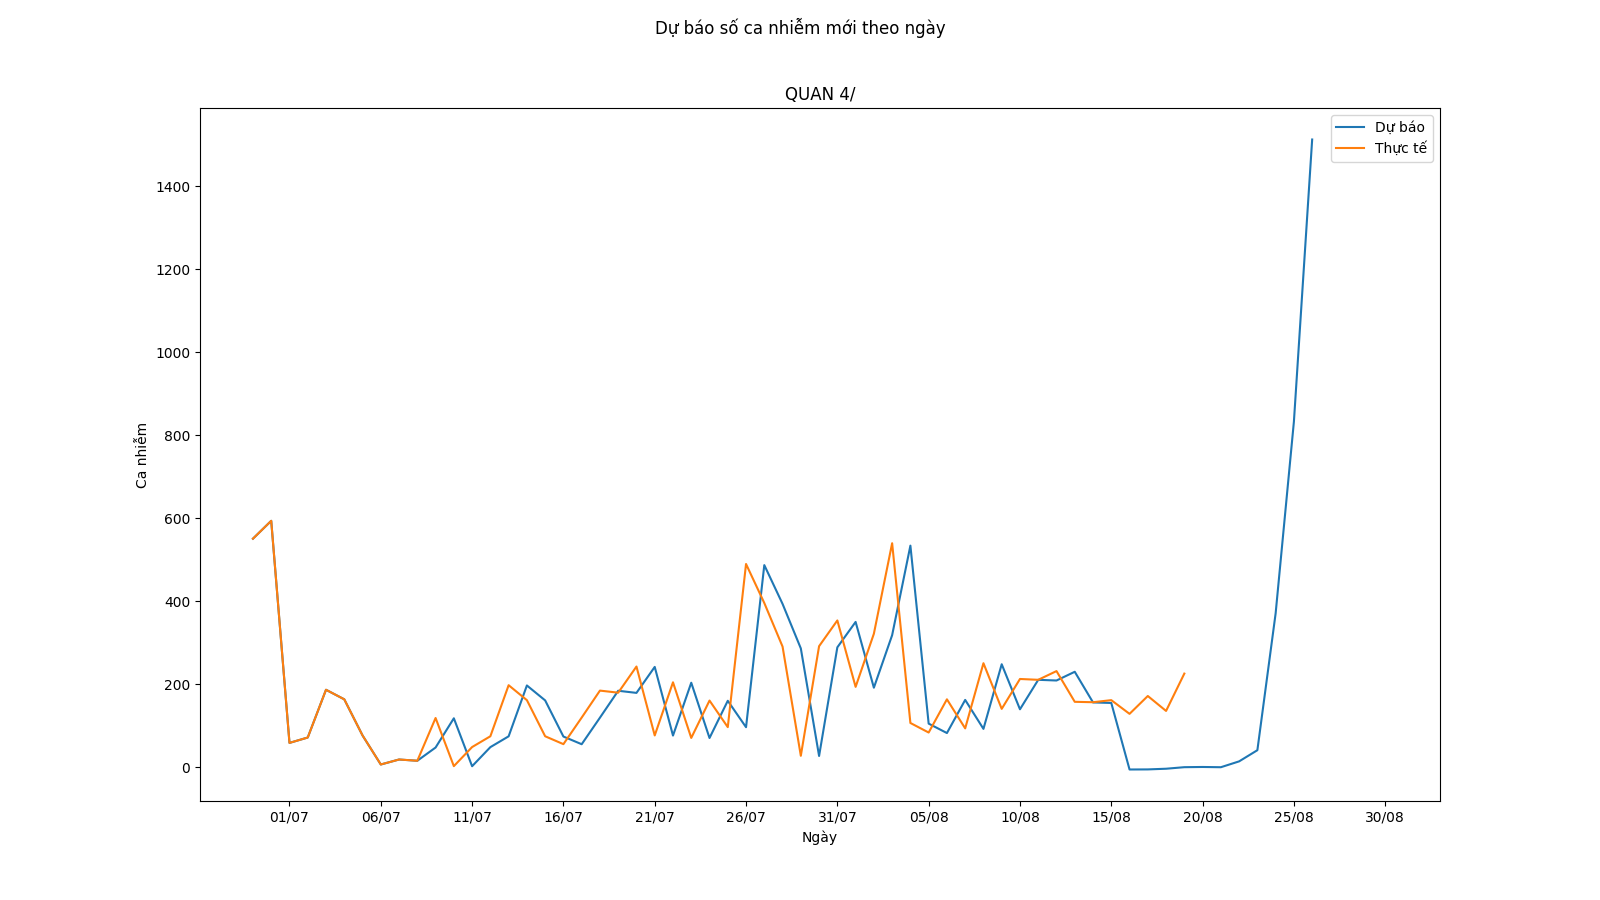 Dự báo số ca nhiễm mới theo ngày
QUAN 4/
Dự báo
Thực tế
Ca nhiễm
1400
1200
1000
800
600
400
200
0
01/07 06/07 11/07 16/07 21/07 26/07 31/07 05/08 10/08 15/08 20/08 25/08 30/08
Ngày